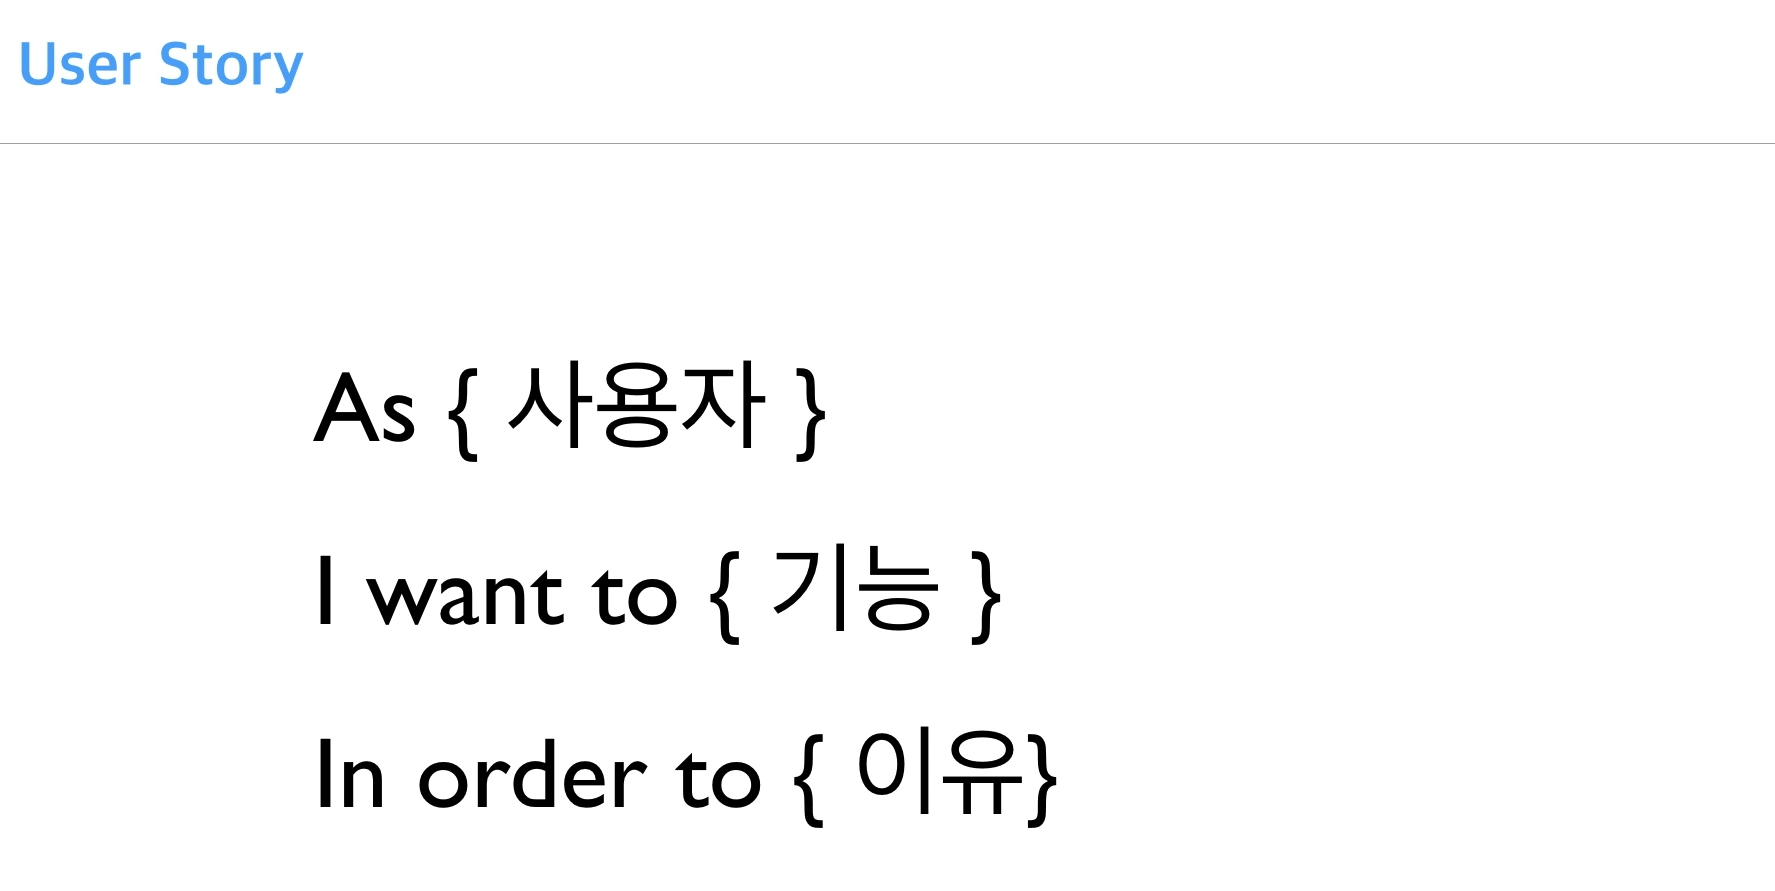 User Story
As { 사용자 }
I want to { 기능 }
In order to { 이유}